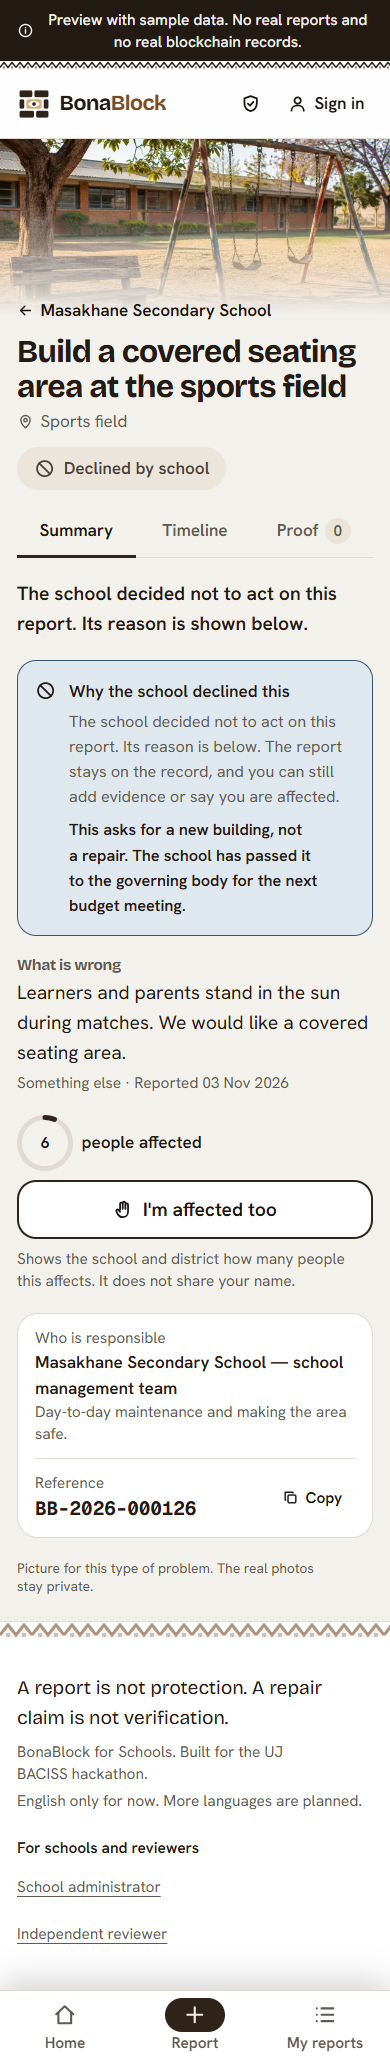 Preview with sample data. No real reports and
no real blockchain records.
BonaBlock
Sign in
Masakhane Secondary School
Build a covered seating
area at the sports field
Sports field
Declined by school
Summary
Timeline
Proof 0
The school decided not to act on this
report. Its reason is shown below.
Why the school declined this
The school decided not to act on this
report. Its reason is below. The report
stays on the record, and you can still
add evidence or say you are affected.
This asks for a new building, not
a repair. The school has passed it
to the governing body for the next
budget meeting.
What is wrong
Learners and parents stand in the sun
during matches. We would like a covered
seating area.
Something else · Reported 03 Nov 2026
6 people affected
I'm affected too
Shows the school and district how many people
this affects. It does not share your name.
Who is responsible
Masakhane Secondary School — school
management team
Day-to-day maintenance and making the area
safe.
Reference
BB-2026-000126
Copy
Picture for this type of problem. The real photos
stay private.
A report is not protection. A repair
claim is not verification.
BonaBlock for Schools. Built for the UJ
BACISS hackathon.
English only for now. More languages are planned.
For schools and reviewers
School administrator
Independent reviewer
Home
Report
My reports